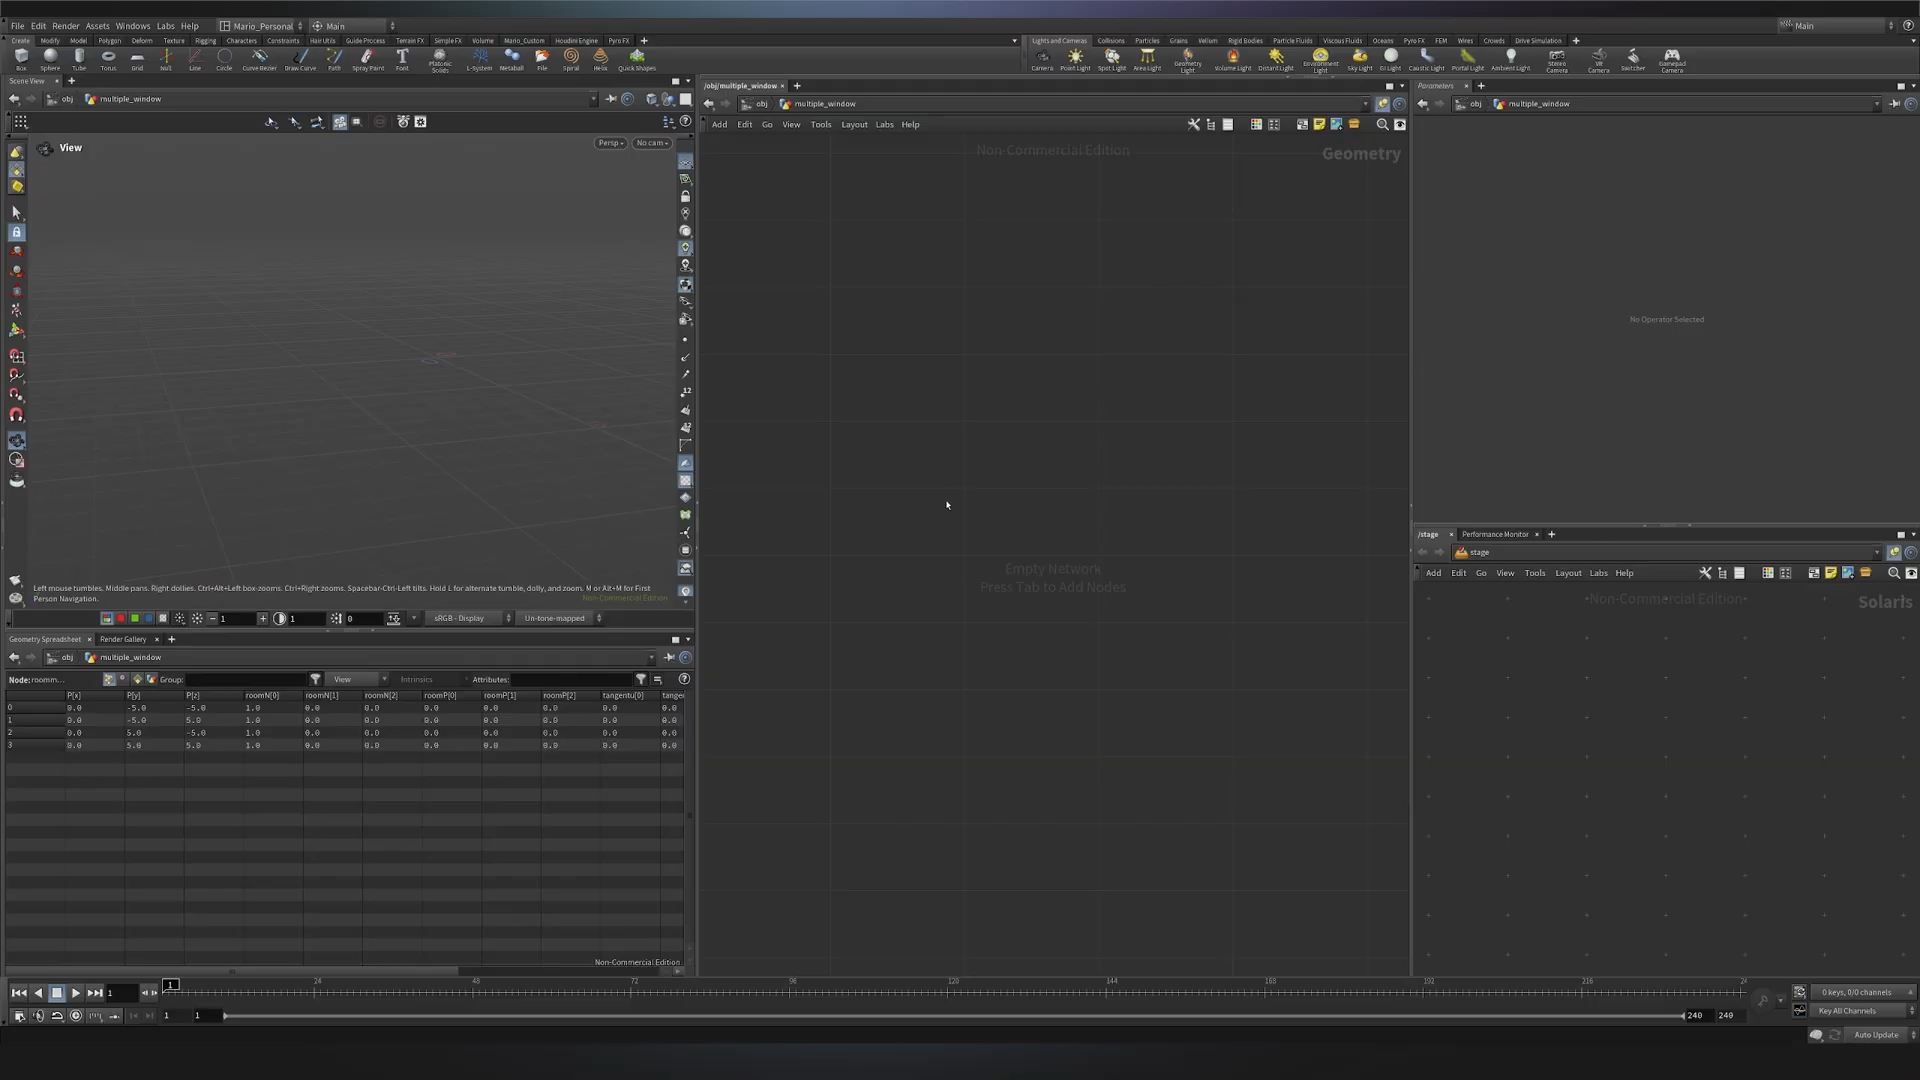 File Edit Render Assets Windows Labs Help Mario_Personal Main Main
Create Modify Model Polygon Deform Texture Rigging Characters Constraints Hair Utils Guide Process Terrain FX Simple FX Volume Mario_Custom Houdini Engine Pyro FX
Lights and Cameras Collisions Particles Grains Vellum Rigid Bodies Particle Fluids Viscous Fluids Oceans Pyro FX FEM Wires Crowds Drive Simulation
Box Sphere Tube Torus Grid Null Line Circle Curve Bezier Draw Curve Path Spray Paint Font Platonic Solids L-System Metaball File Spiral Helix Quick Shapes
Camera Point Light Spot Light Area Light Geometry Light Volume Light Distant Light Environment Light Sky Light GI Light Caustic Light Portal Light Ambient Light Stereo Camera VR Camera Switcher Gamepad Camera
Scene View
obj multiple_window
View
Persp No cam
Left mouse tumbles. Middle pans. Right dollies. Ctrl+Alt+Left box-zooms. Ctrl+Right zooms. Spacebar-Ctrl-Left tilts. Hold L for alternate tumble, dolly, and zoom. M or Alt+M for First
Person Navigation.
Non-Commercial Edition
1 1 0 sRGB - Display Un-tone-mapped
Geometry Spreadsheet Render Gallery
obj multiple_window
Node: roomm... Group: View Intrinsics Attributes:
P[x] P[y] P[z] roomN[0] roomN[1] roomN[2] roomP[0] roomP[1] roomP[2] tangentu[0] tange
0 0.0 -5.0 -5.0 1.0 0.0 0.0 0.0 0.0 0.0 0.0 0.0
1 0.0 -5.0 5.0 1.0 0.0 0.0 0.0 0.0 0.0 0.0 0.0
2 0.0 5.0 -5.0 1.0 0.0 0.0 0.0 0.0 0.0 0.0 0.0
3 0.0 5.0 5.0 1.0 0.0 0.0 0.0 0.0 0.0 0.0 0.0
Non-Commercial Edition
/obj/multiple_window
obj multiple_window
Add Edit Go View Tools Layout Labs Help
Non-Commercial Edition
Geometry
Empty Network
Press Tab to Add Nodes
Parameters
obj multiple_window
No Operator Selected
/stage Performance Monitor
stage
Add Edit Go View Tools Layout Labs Help
Non-Commercial Edition
Solaris
1 1 24 48 72 96 120 144 168 192 216 24
0 keys, 0/0 channels
1 1 240 240 Key All Channels
Auto Update